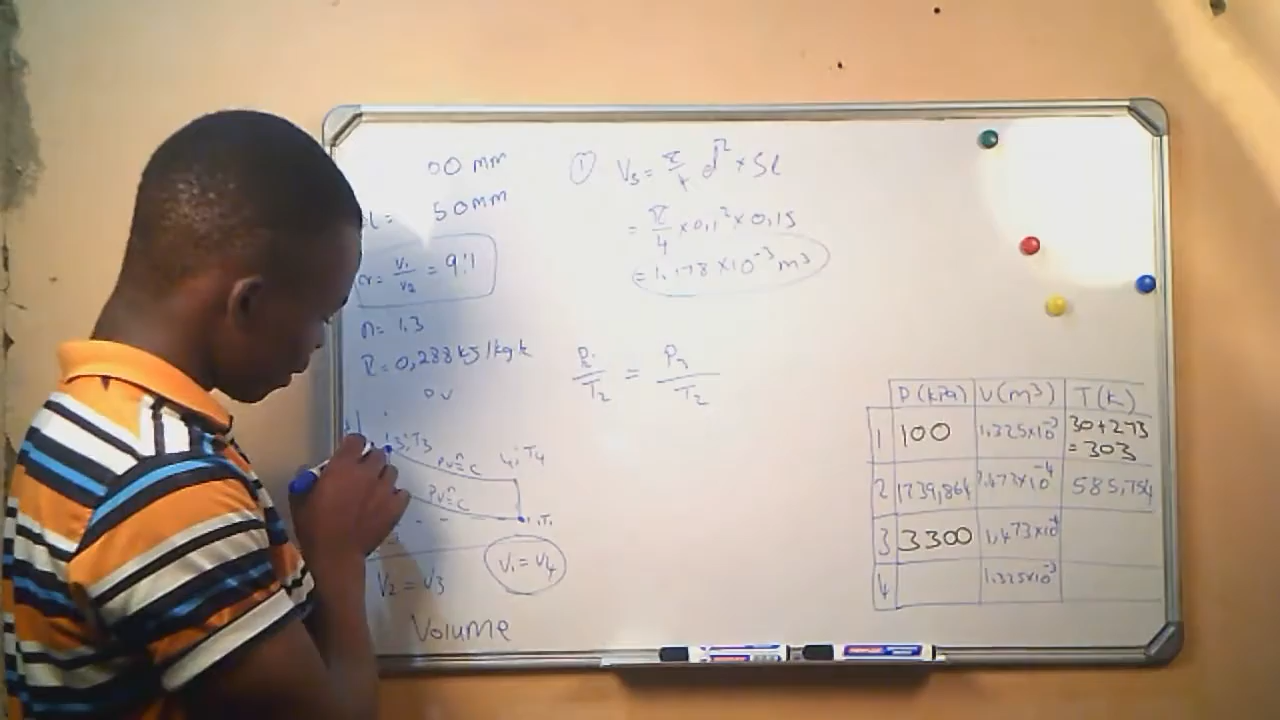 00 mm
l = 50mm
r = V₁/V₂ = 9:1
n = 1.3
R = 0,288 kJ/kg.k
3; T₃
4; T₄
PVⁿ = C
PVⁿ = C
1, T₁
V₁ = V₄
V₂ = V₃
Volume
① Vs = π/4 d² × Sl
= π/4 × 0,1² × 0,15
= 1,178 × 10⁻³ m³
P₂/T₂ = P₃/T₂
P (kPa) V (m³) T (K)
1 100 1,325×10⁻³ 30 + 273 = 303
2 1739,864 1,473×10⁻⁴ 585,754
3 3300 1,473×10⁻⁴
4 1.325×10⁻³